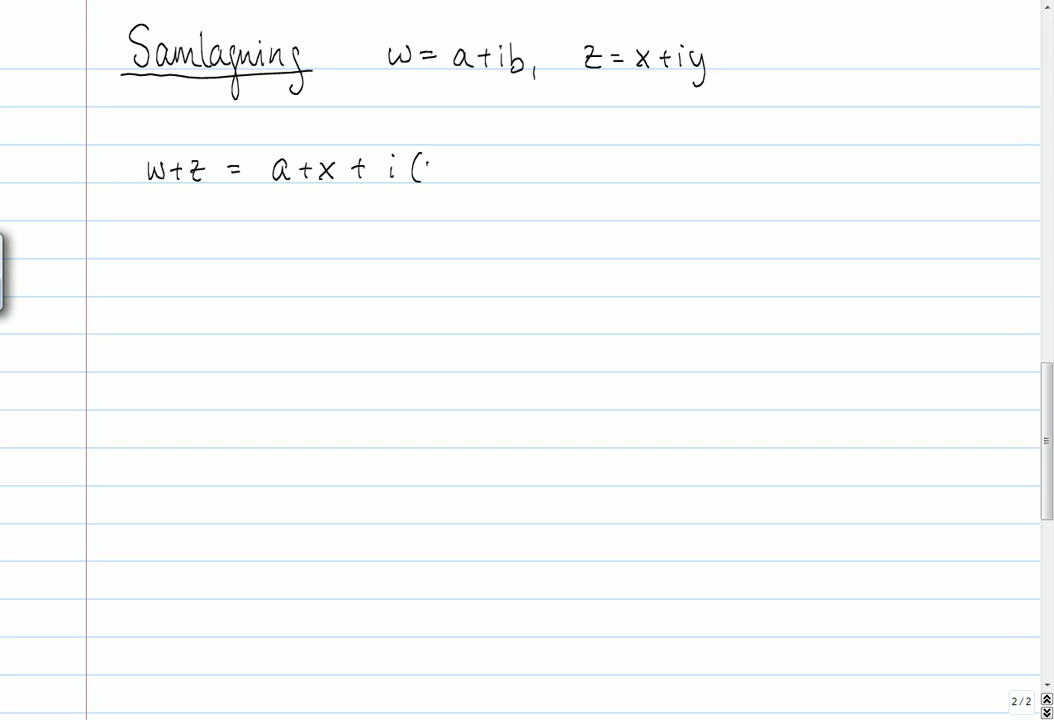 Samlagning w = a+ib, z = x+iy
w+z = a+x + i (
2/2